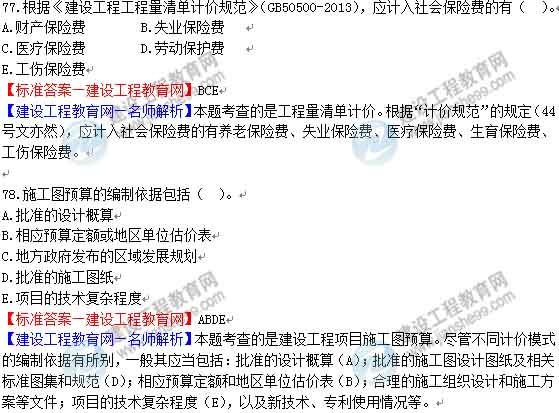 77.根据《建设工程工程量清单计价规范》(GB50500-2013)，应计入社会保险费的有（ ）。
A.财产保险费 B.失业保险费
C.医疗保险费 D.劳动保护费
E.工伤保险费
【标准答案—建设工程教育网】BCE
【建设工程教育网—名师解析】本题考查的是工程量清单计价。根据“计价规范”的规定(44
号文亦然)，应计入社会保险费的有养老保险费、失业保险费、医疗保险费、生育保险费、
工伤保险费。
78.施工图预算的编制依据包括（ ）。
A.批准的设计概算
B.相应预算定额或地区单位估价表
C.地方政府发布的区域发展规划
D.批准的施工图纸
E.项目的技术复杂程度
【标准答案—建设工程教育网】ABDE
【建设工程教育网—名师解析】本题考查的是建设工程项目施工图预算。尽管不同计价模式
的编制依据有所别，一般其应当包括：批准的设计概算（A）；批准的施工图设计图纸及相关
标准图集和规范（D）；相应预算定额和地区单位估价表（B）；合理的施工组织设计和施工方
案等文件；项目的技术复杂程度（E），以及新技术、专利使用情况等。
建设工程教育网
www.jianshe99.com